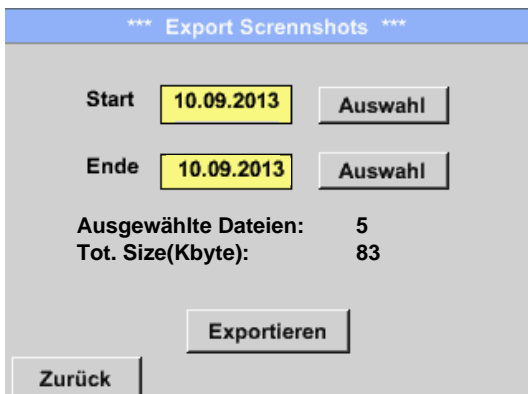 *** Export Scrennshots ***
Start 10.09.2013 Auswahl
Ende 10.09.2013 Auswahl
Ausgewählte Dateien: 5
Tot. Size(Kbyte): 83
Exportieren
Zurück